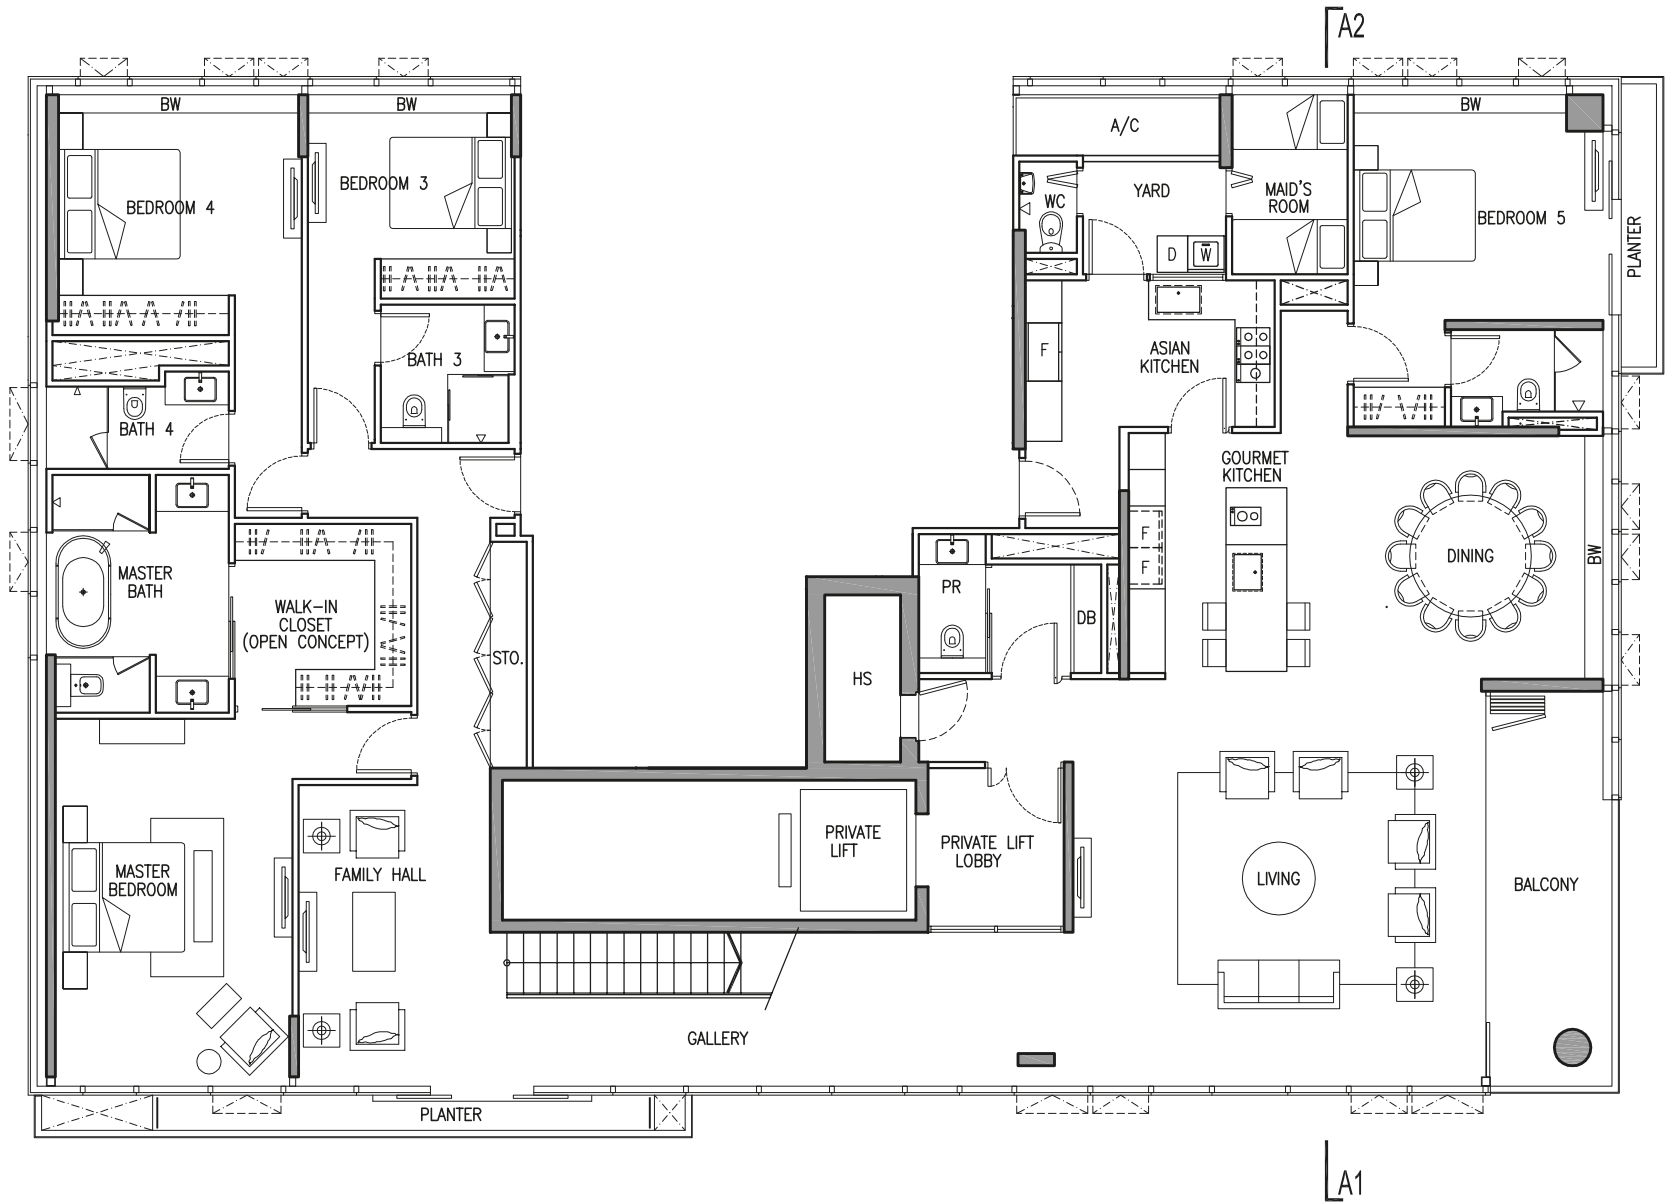 A2
BW
BW
BW
A/C
BEDROOM 3
BEDROOM 4
WC
YARD
MAID'S
ROOM
BEDROOM 5
PLANTER
D
W
F
ASIAN
KITCHEN
BATH 3
BATH 4
GOURMET
KITCHEN
F
F
DINING
BW
MASTER
BATH
WALK-IN
CLOSET
(OPEN CONCEPT)
STO.
PR
DB
HS
PRIVATE
LIFT
PRIVATE LIFT
LOBBY
MASTER
BEDROOM
FAMILY HALL
LIVING
BALCONY
GALLERY
PLANTER
A1